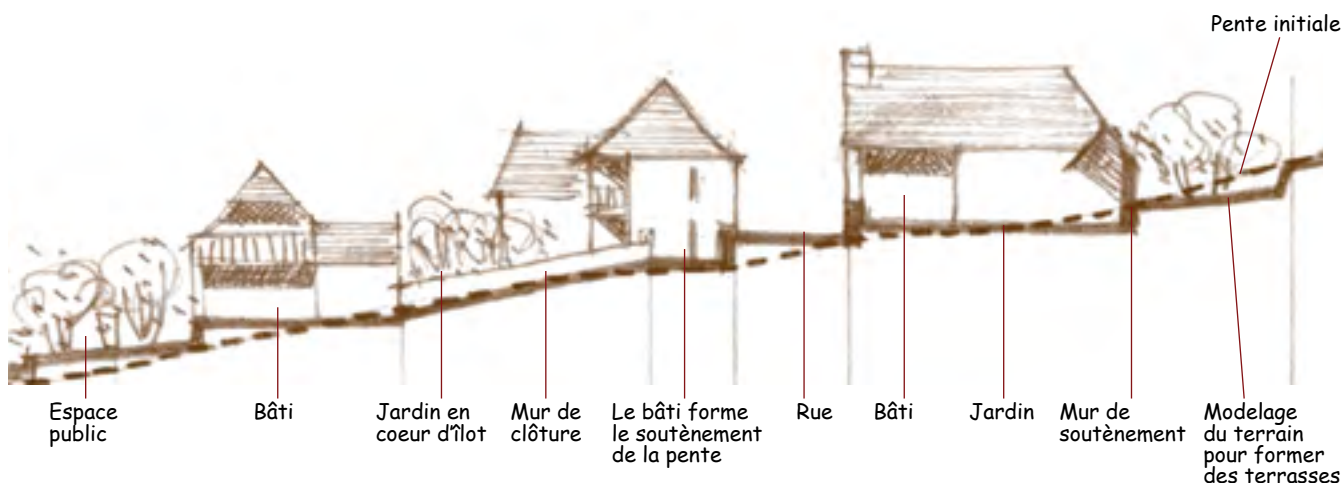 Pente initiale
Espace
public
Bâti
Jardin en
coeur d'îlot
Mur de
clôture
Le bâti forme
le soutènement
de la pente
Rue
Bâti
Jardin
Mur de
soutènement
Modelage
du terrain
pour former
des terrasses